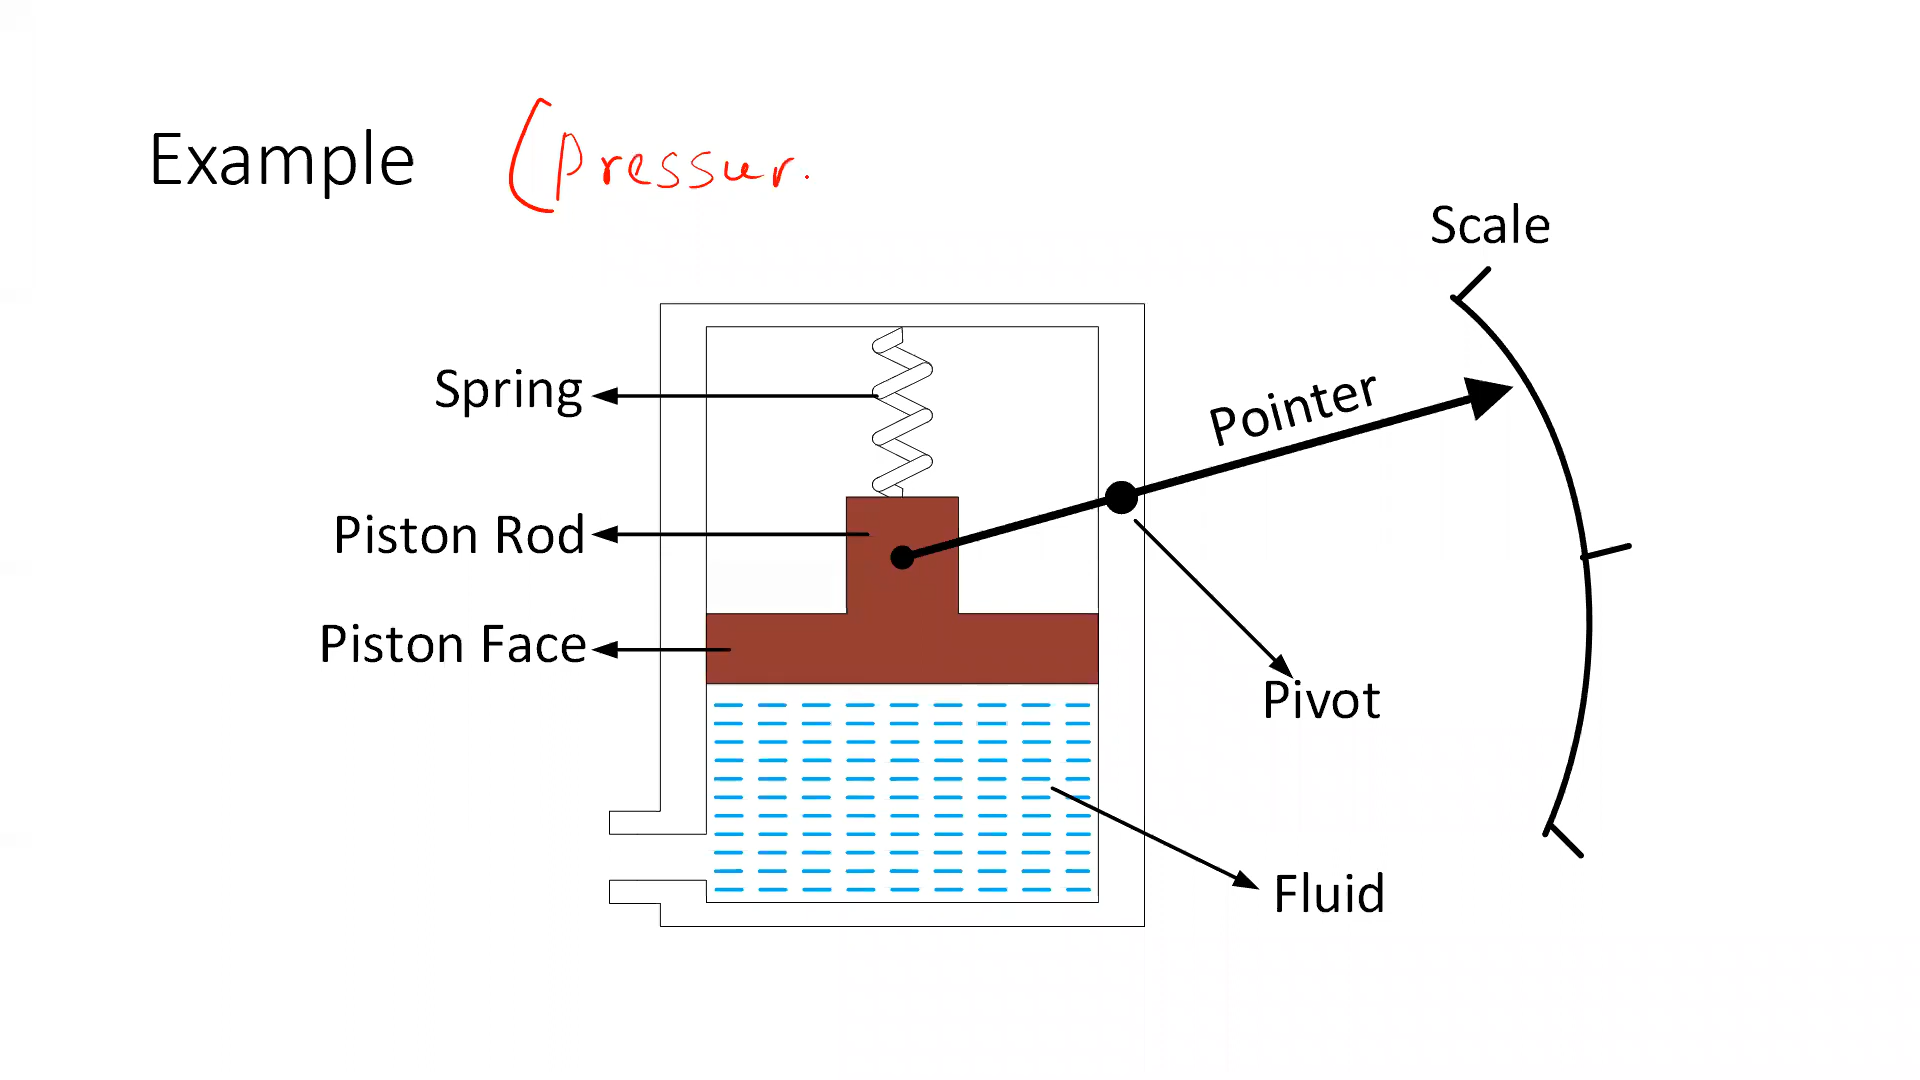 Example (Pressur.
Scale
Pointer
Spring
Piston Rod
Piston Face
Pivot
Fluid